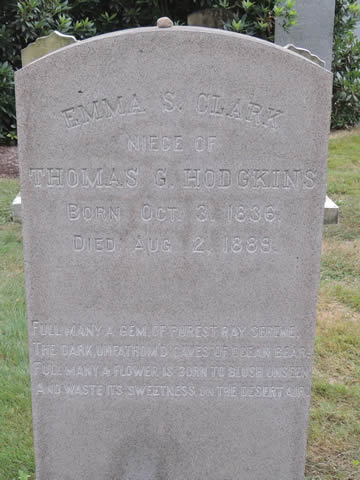 EMMA S. CLARK
NIECE OF
THOMAS G. HODGKINS
BORN OCT. 3, 1836,
DIED AUG 2, 1889.
FULL MANY A GEM, OF PUREST RAY SERENE,
THE DARK, UNFATHOM'D CAVES OF OCEAN BEAR;
FULL MANY A FLOWER IS BORN TO BLUSH UNSEEN
AND WASTE ITS SWEETNESS, ON THE DESERT AIR.